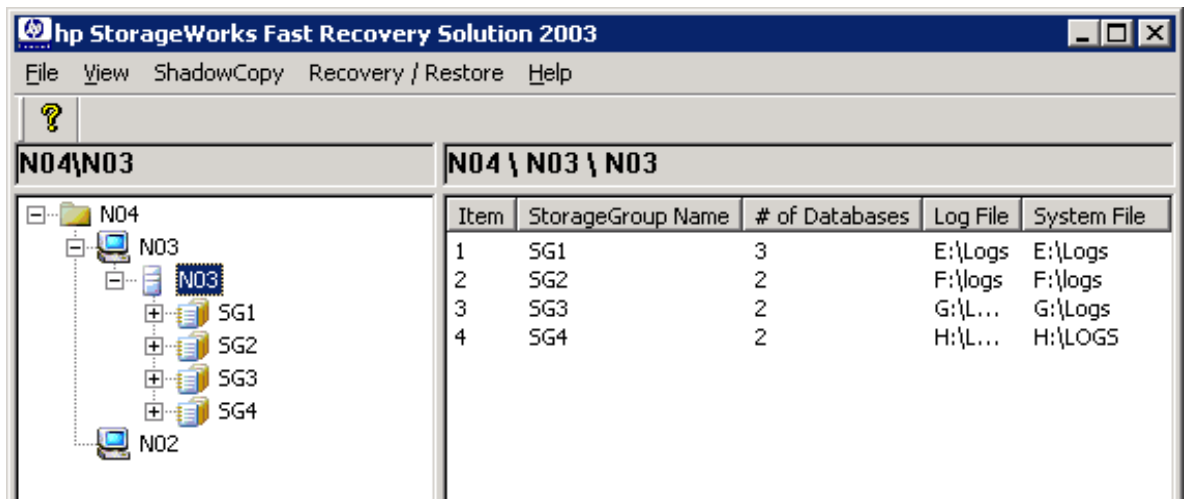 hp StorageWorks Fast Recovery Solution 2003
File View ShadowCopy Recovery / Restore Help
N04\N03
N04 \ N03 \ N03
N04
N03
N03
SG1
SG2
SG3
SG4
N02
Item StorageGroup Name # of Databases Log File System File
1 SG1 3 E:\Logs E:\Logs
2 SG2 2 F:\logs F:\logs
3 SG3 2 G:\L... G:\Logs
4 SG4 2 H:\L... H:\LOGS